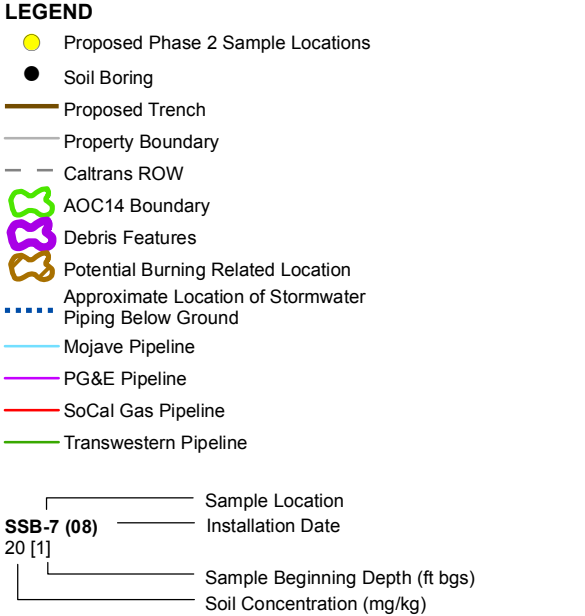 LEGEND
Proposed Phase 2 Sample Locations
Soil Boring
Proposed Trench
Property Boundary
Caltrans ROW
AOC14 Boundary
Debris Features
Potential Burning Related Location
Approximate Location of Stormwater
Piping Below Ground
Mojave Pipeline
PG&E Pipeline
SoCal Gas Pipeline
Transwestern Pipeline
Sample Location
SSB-7 (08) Installation Date
20 [1]
Sample Beginning Depth (ft bgs)
Soil Concentration (mg/kg)